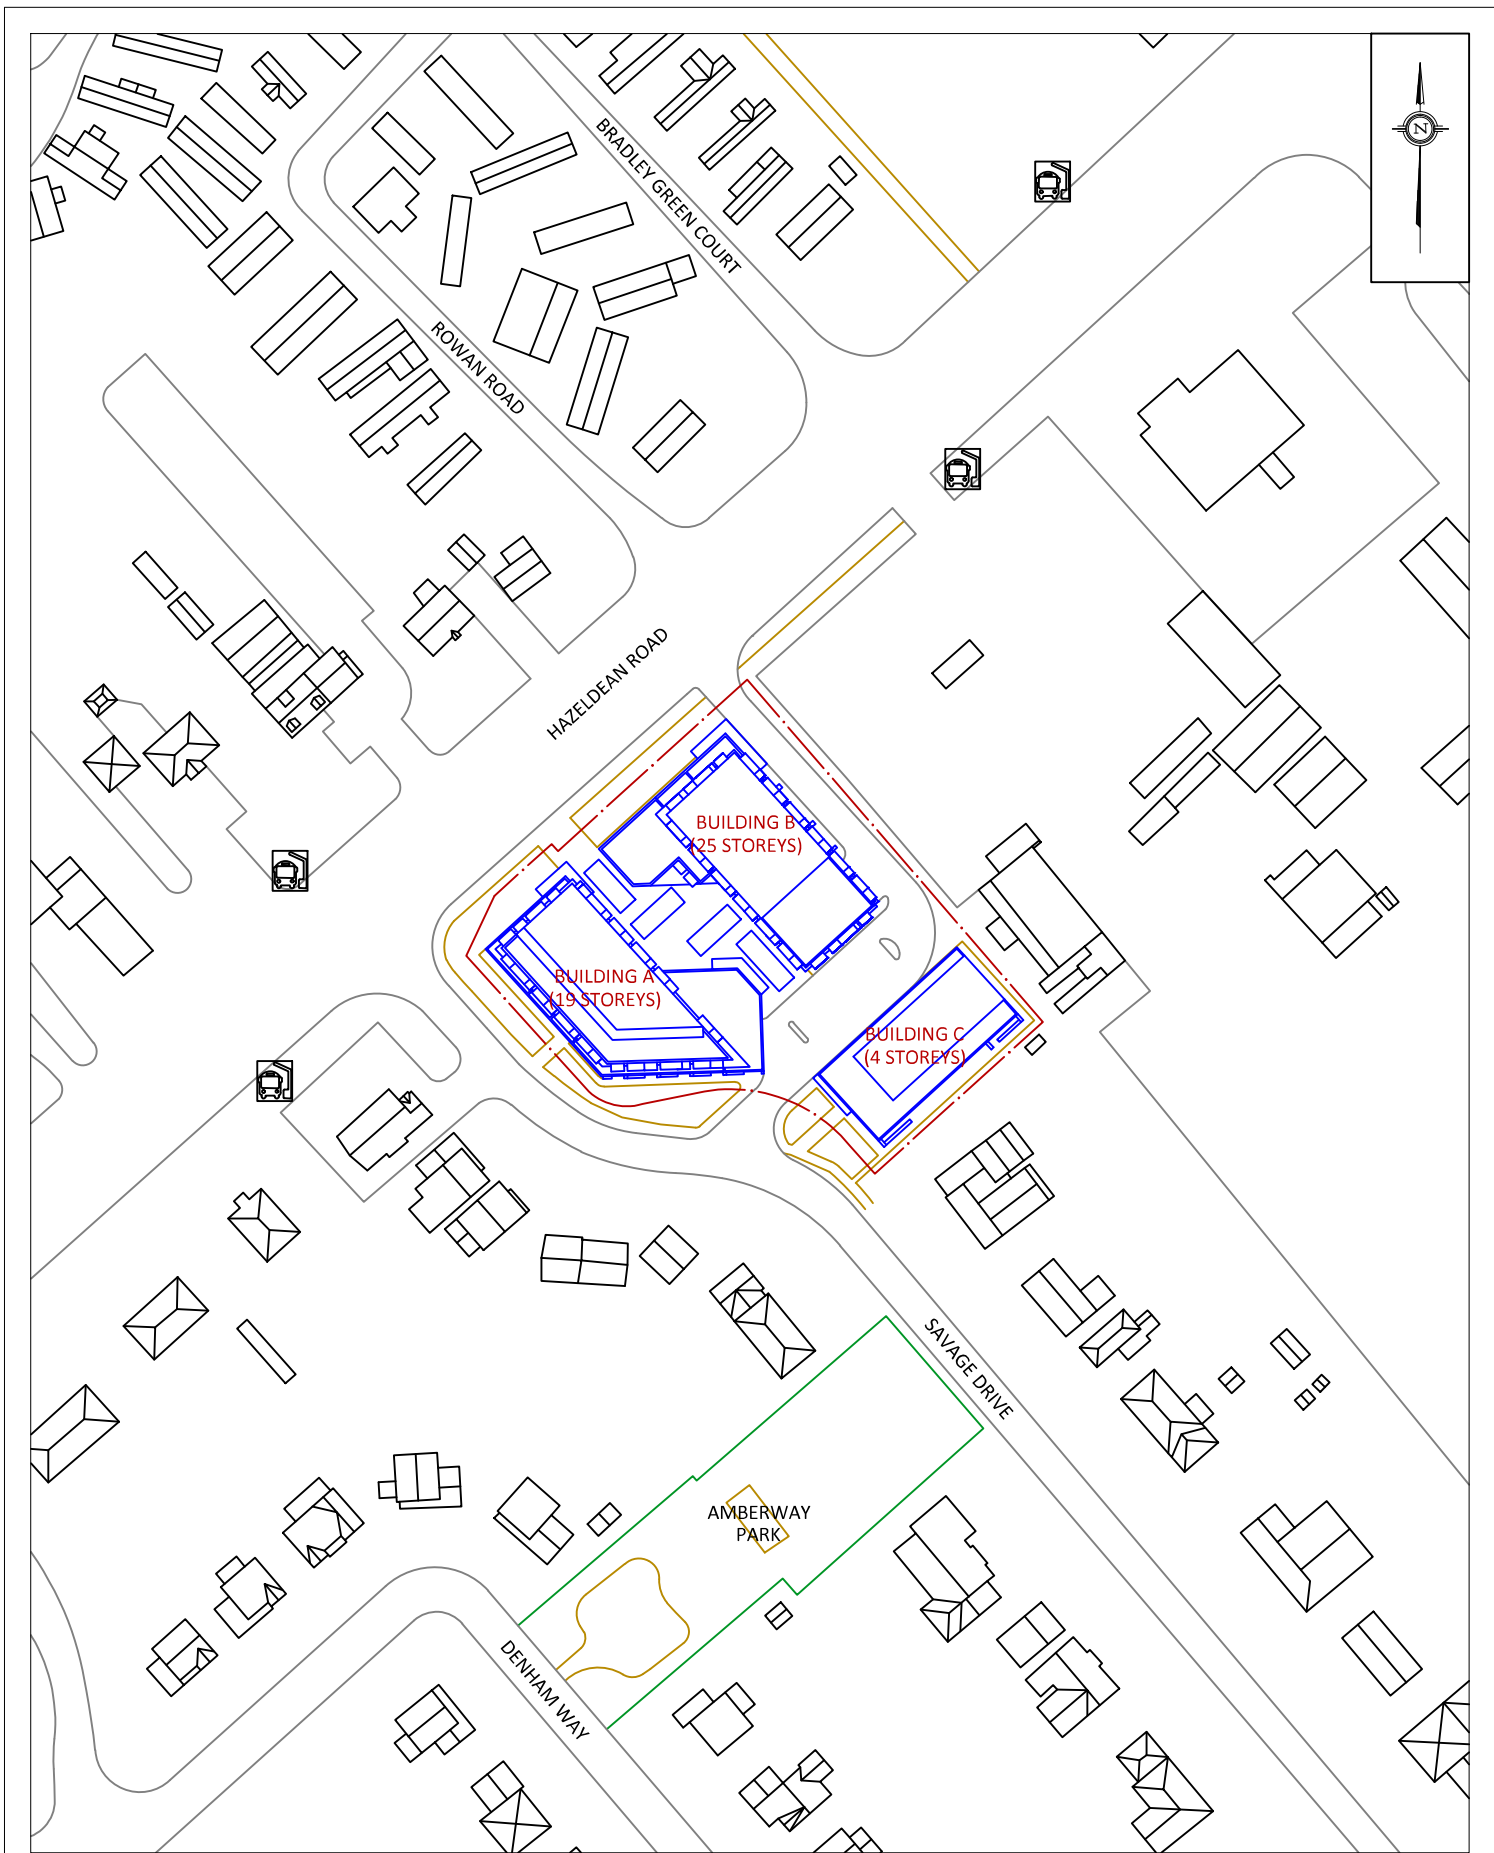 N
BRADLEY GREEN COURT
ROWAN ROAD
HAZELDEAN ROAD
BUILDING B
(25 STOREYS)
BUILDING A
(19 STOREYS)
BUILDING C
(4 STOREYS)
SAVAGE DRIVE
AMBERWAY
PARK
DENHAM WAY